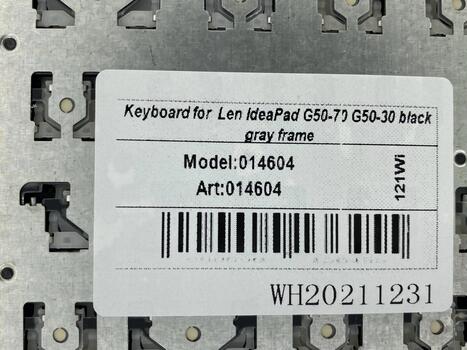 Keyboard for Len IdeaPad G50-70 G50-30 black
gray frame
Model:014604
Art:014604
121Wi
WH20211231